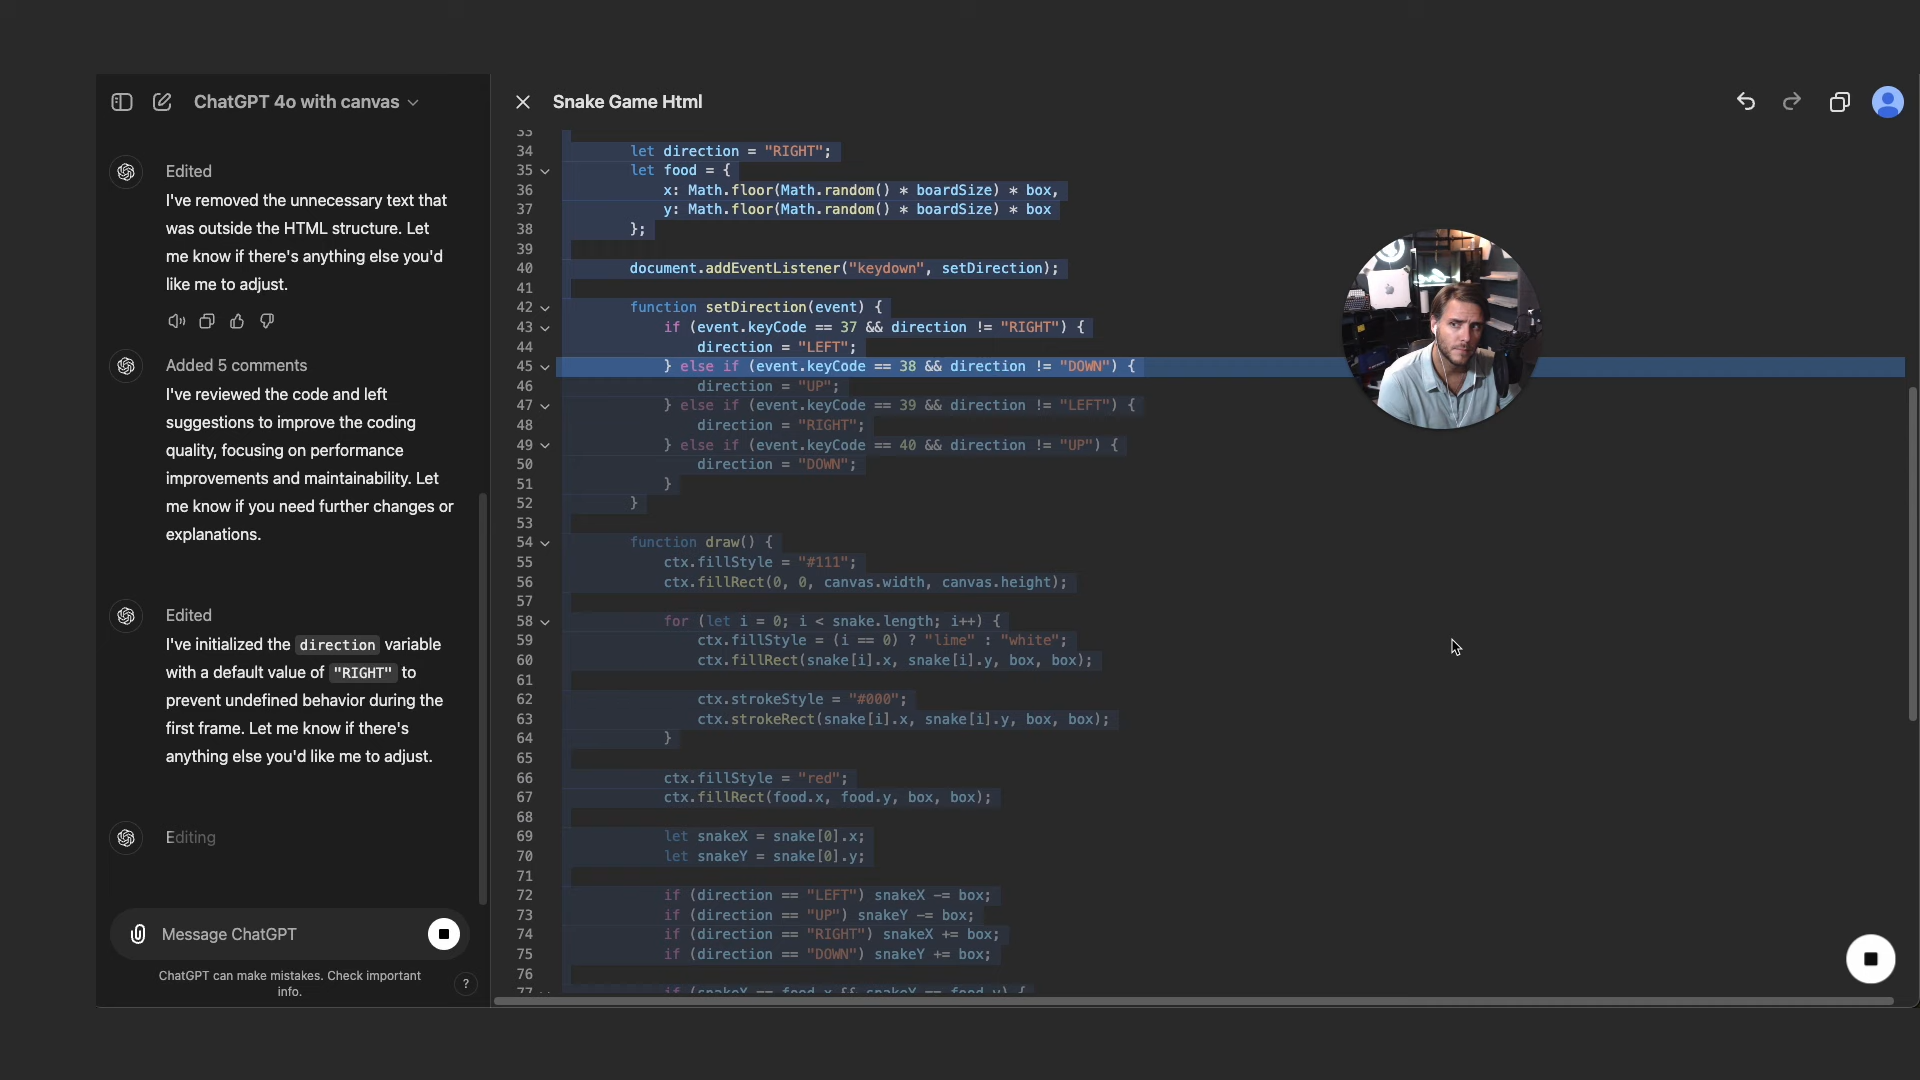 ChatGPT 4o with canvas
Edited
I've removed the unnecessary text that
was outside the HTML structure. Let
me know if there's anything else you'd
like me to adjust.
Added 5 comments
I've reviewed the code and left
suggestions to improve the coding
quality, focusing on performance
improvements and maintainability. Let
me know if you need further changes or
explanations.
Edited
I've initialized the direction variable
with a default value of "RIGHT" to
prevent undefined behavior during the
first frame. Let me know if there's
anything else you'd like me to adjust.
Editing
Message ChatGPT
ChatGPT can make mistakes. Check important
info.
?
Snake Game Html
33
34 let direction = "RIGHT";
35 let food = {
36 x: Math.floor(Math.random() * boardSize) * box,
37 y: Math.floor(Math.random() * boardSize) * box
38 };
39
40 document.addEventListener("keydown", setDirection);
41
42 function setDirection(event) {
43 if (event.keyCode == 37 && direction != "RIGHT") {
44 direction = "LEFT";
45 } else if (event.keyCode == 38 && direction != "DOWN") {
46 direction = "UP";
47 } else if (event.keyCode == 39 && direction != "LEFT") {
48 direction = "RIGHT";
49 } else if (event.keyCode == 40 && direction != "UP") {
50 direction = "DOWN";
51 }
52 }
53
54 function draw() {
55 ctx.fillStyle = "#111";
56 ctx.fillRect(0, 0, canvas.width, canvas.height);
57
58 for (let i = 0; i < snake.length; i++) {
59 ctx.fillStyle = (i == 0) ? "lime" : "white";
60 ctx.fillRect(snake[i].x, snake[i].y, box, box);
61
62 ctx.strokeStyle = "#000";
63 ctx.strokeRect(snake[i].x, snake[i].y, box, box);
64 }
65
66 ctx.fillStyle = "red";
67 ctx.fillRect(food.x, food.y, box, box);
68
69 let snakeX = snake[0].x;
70 let snakeY = snake[0].y;
71
72 if (direction == "LEFT") snakeX -= box;
73 if (direction == "UP") snakeY -= box;
74 if (direction == "RIGHT") snakeX += box;
75 if (direction == "DOWN") snakeY += box;
76
77 if (snakeX == food.x && snakeY == food.y) {